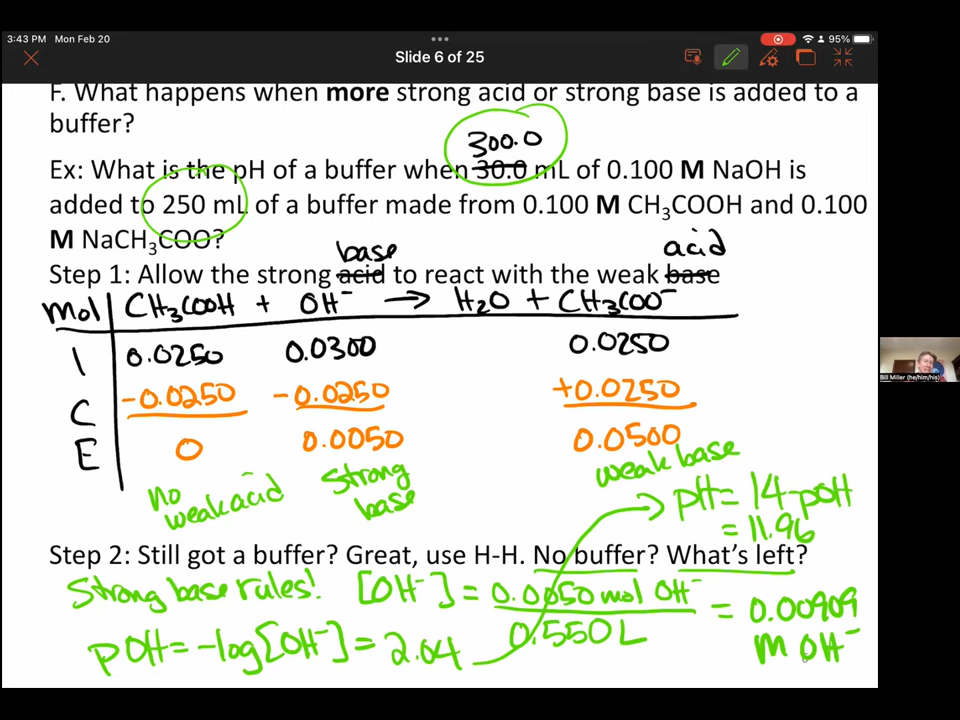 3:43 PM Mon Feb 20
95%
Slide 6 of 25
F. What happens when more strong acid or strong base is added to a
buffer?
300.0
Ex: What is the pH of a buffer when 30.0 mL of 0.100 M NaOH is
added to 250 mL of a buffer made from 0.100 M CH₃COOH and 0.100
M NaCH₃COO?
base acid
Step 1: Allow the strong acid to react with the weak base
mol CH₃COOH + OH⁻ → H₂O + CH₃COO⁻
I 0.0250 0.0300 0.0250
C -0.0250 -0.0250 +0.0250
E 0 0.0050 0.0500
no weak acid strong base weak base
pH = 14-pOH
= 11.96
Step 2: Still got a buffer? Great, use H-H. No buffer? What's left?
Strong base rules! [OH⁻] = 0.0050 mol OH⁻ / 0.550L = 0.00909 M OH⁻
pOH = -log[OH⁻] = 2.04
6
Bill Miller (he/him/his)